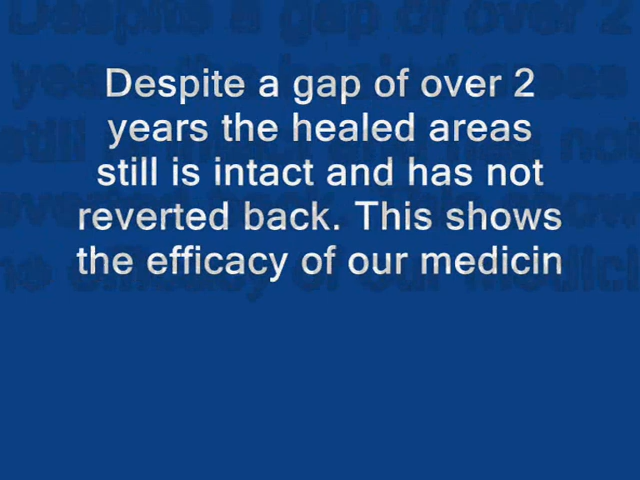 Despite a gap of over 2
years the healed areas
still is intact and has not
reverted back. This shows
the efficacy of our medicin